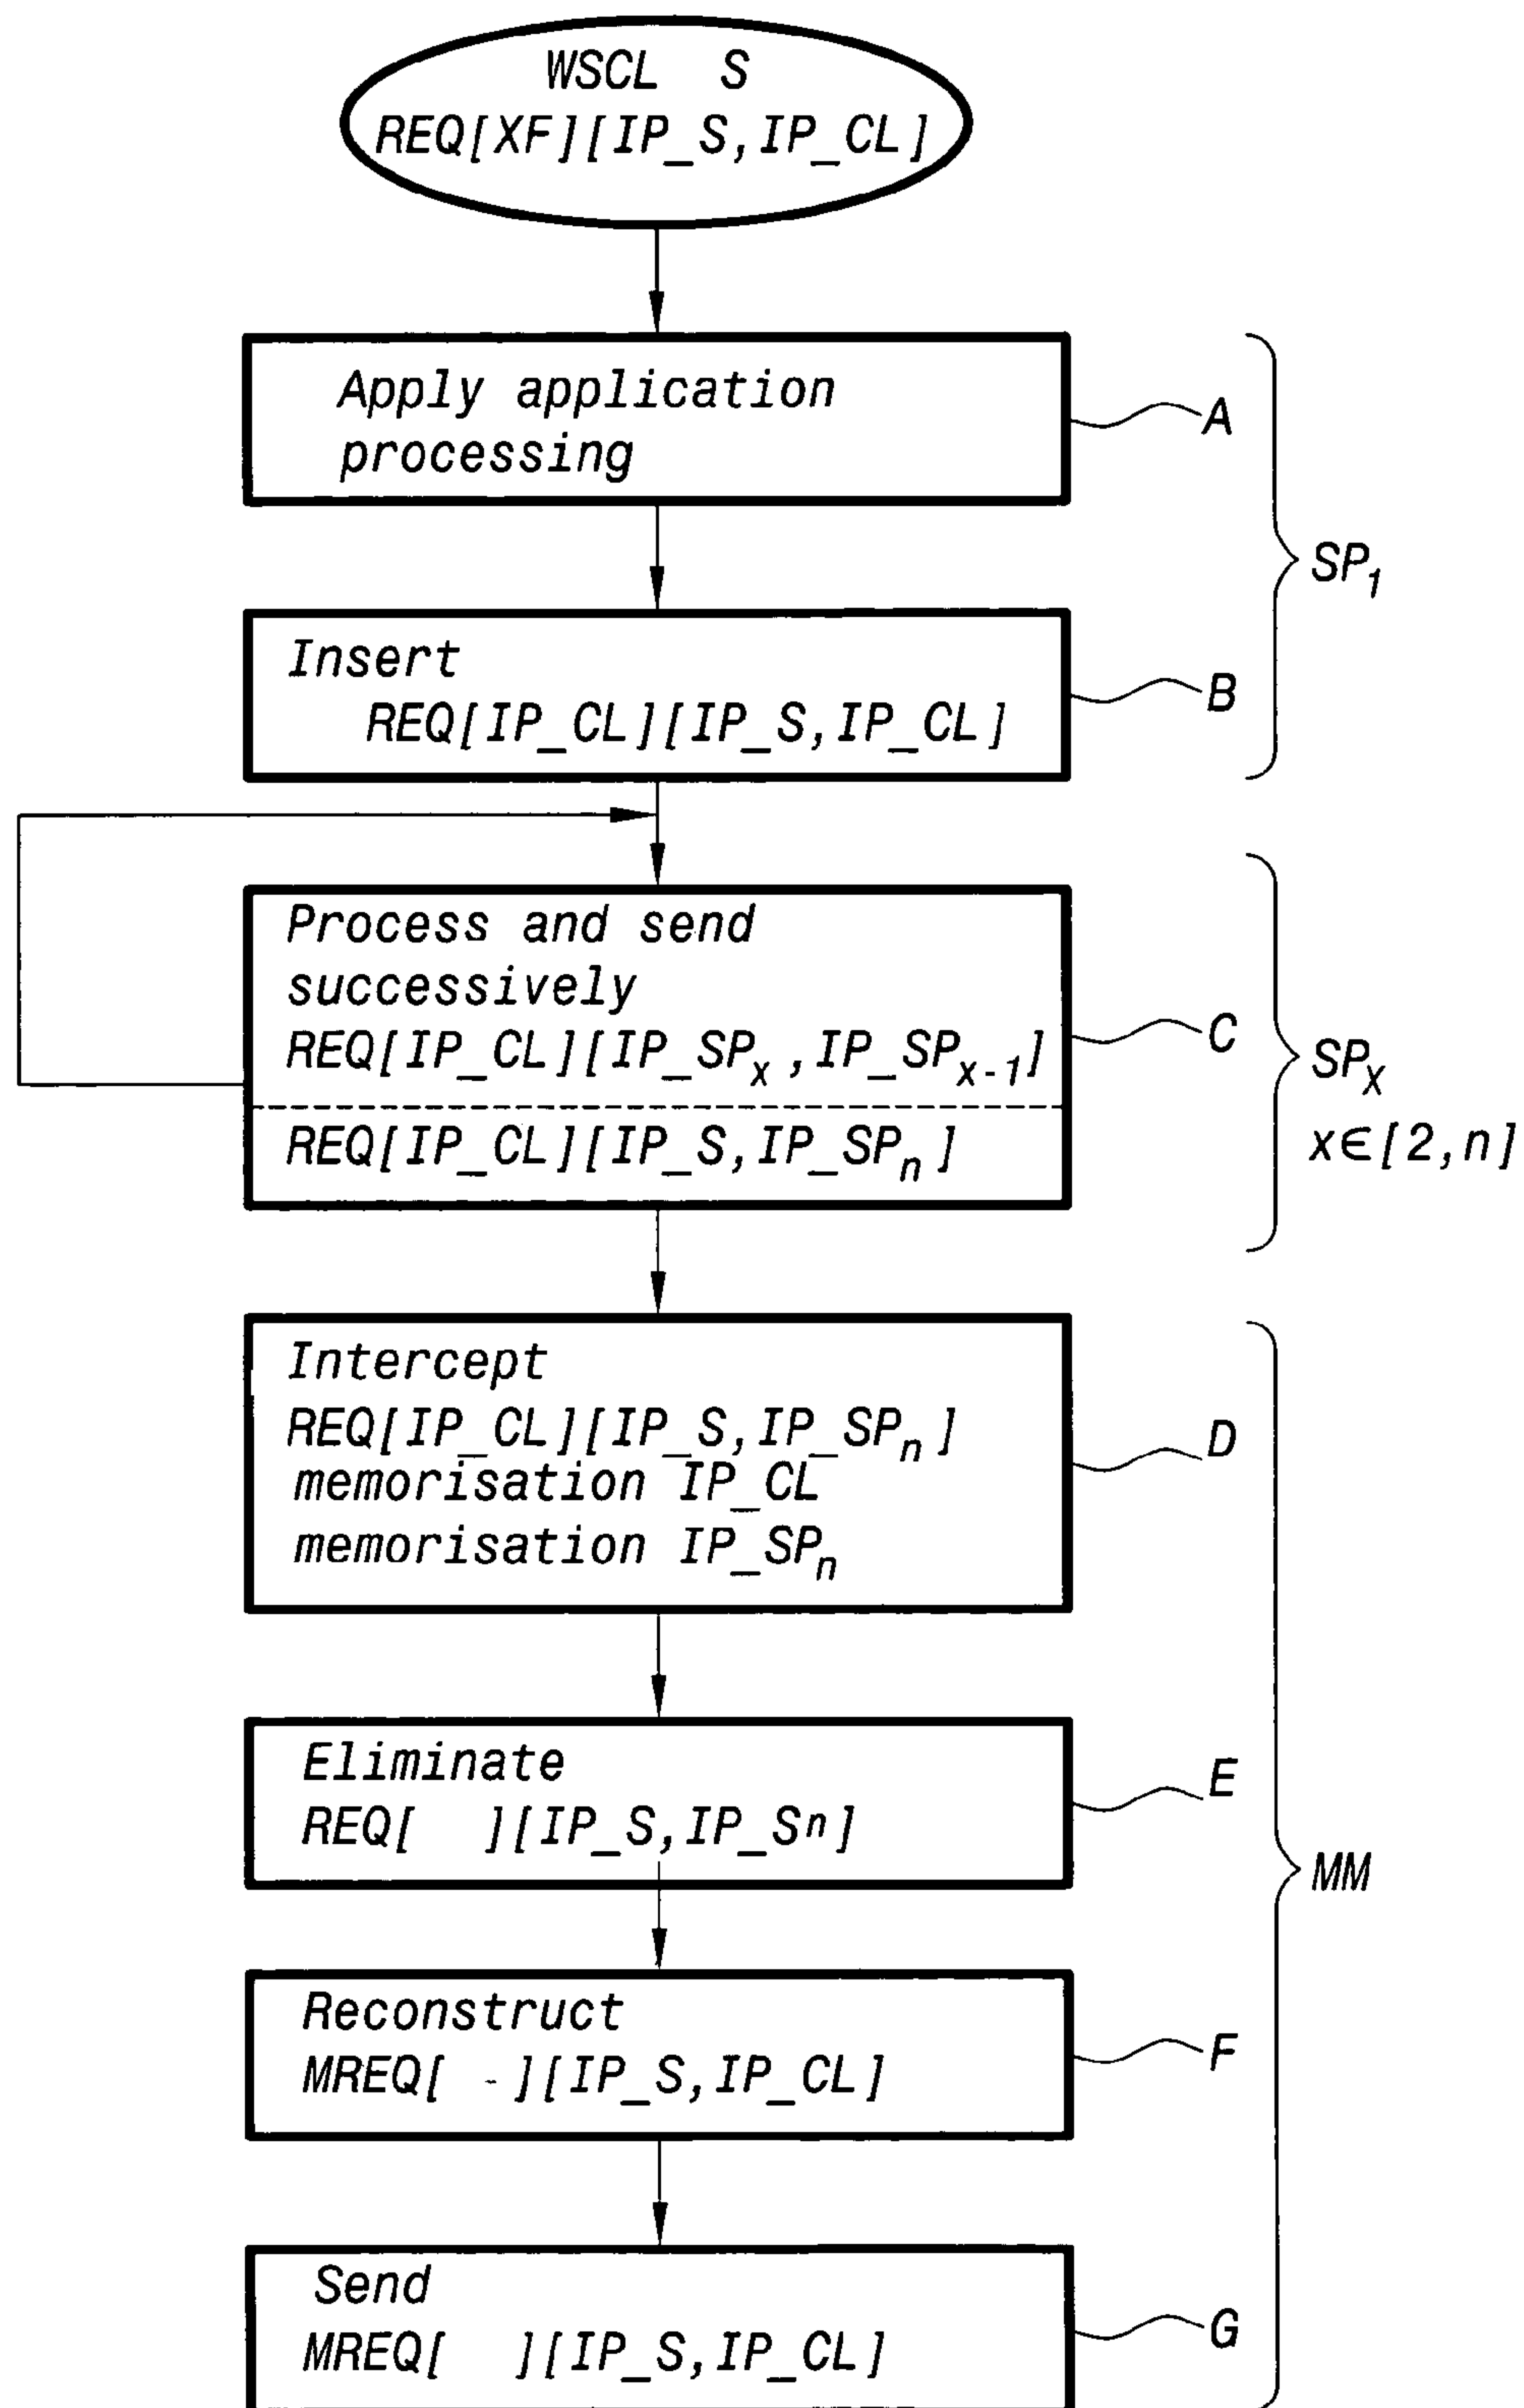 WSCL S
REQ[XF][IP_S,IP_CL]
Apply application
processing
A
SP1
Insert
REQ[IP_CL][IP_S,IP_CL]
B
Process and send
successively
REQ[IP_CL][IP_SPx,IP_SPx-1]
C
REQ[IP_CL][IP_S,IP_SPn]
SPX
x∈[2,n]
Intercept
REQ[IP_CL][IP_S,IP_SPn]
memorisation IP_CL
memorisation IP_SPn
D
Eliminate
REQ[ ][IP_S,IP_Sn]
E
MM
Reconstruct
MREQ[ - ][IP_S,IP_CL]
F
Send
MREQ[ ][IP_S,IP_CL]
G